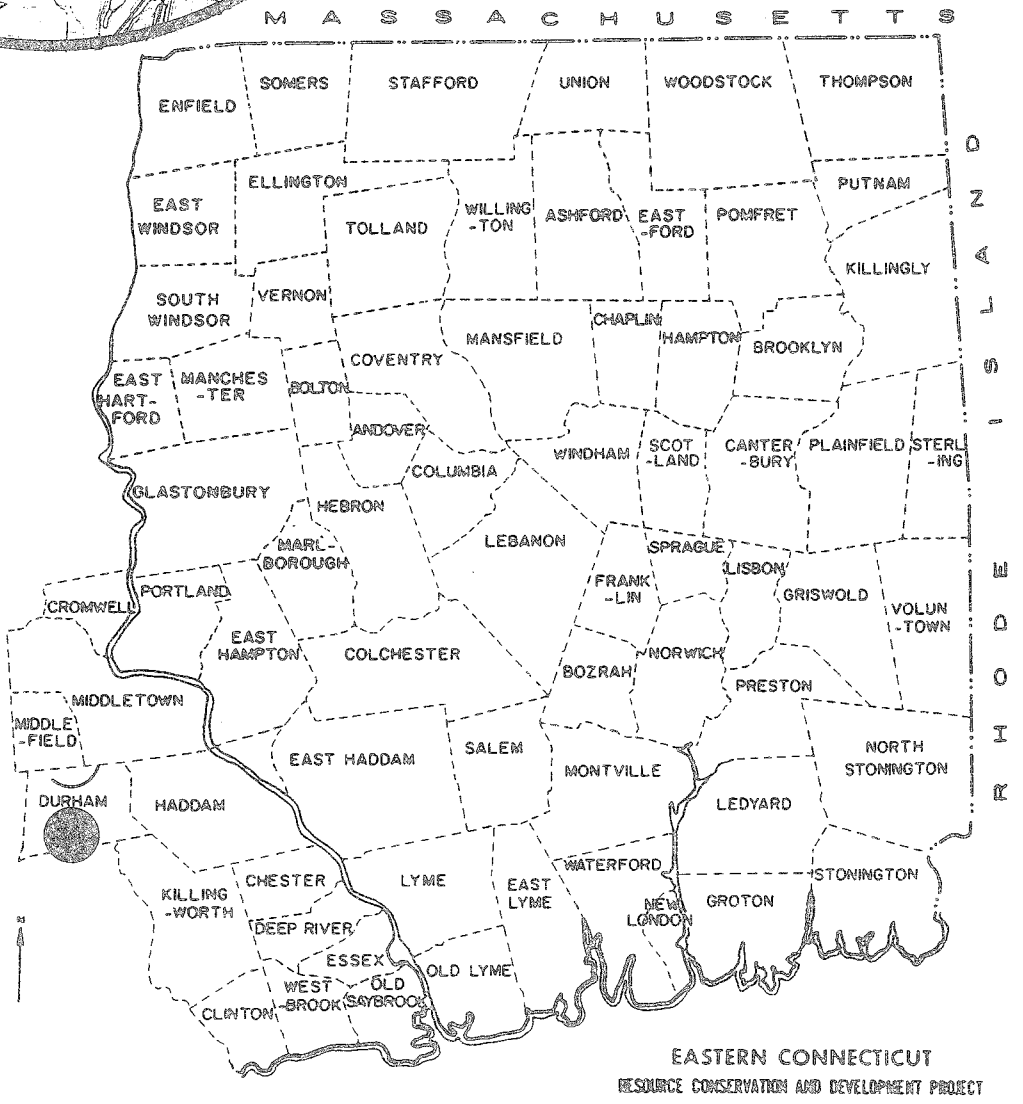 MASSACHUSETTS
SOMERS
STAFFORD
UNION
WOODSTOCK
THOMPSON
ENFIELD
ELLINGTON
PUTNAM
EAST
WINDSOR
TOLLAND
WILLING
-TON
ASHFORD
EAST
-FORD
POMFRET
KILLINGLY
SOUTH
WINDSOR
VERNON
MANSFIELD
CHAPLIN
HAMPTON
BROOKLYN
COVENTRY
EAST
HART-
FORD
MANCHES
-TER
BOLTON
ANDOVER
COLUMBIA
WINDHAM
SCOT
-LAND
CANTER
-BURY
PLAINFIELD
STERL
-ING
GLASTONBURY
HEBRON
MARL-
BOROUGH
LEBANON
SPRAGUE
LISBON
FRANK
-LIN
GRISWOLD
VOLUN
-TOWN
CROMWELL
PORTLAND
EAST
HAMPTON
COLCHESTER
BOZRAH
NORWICH
PRESTON
MIDDLETOWN
MIDDLE
-FIELD
EAST HADDAM
SALEM
MONTVILLE
NORTH
STONINGTON
DURHAM
HADDAM
LEDYARD
KILLING
-WORTH
CHESTER
LYME
EAST
LYME
WATERFORD
NEW
LONDON
GROTON
STONINGTON
DEEP RIVER
ESSEX
OLD LYME
WEST
-BROOK
OLD
SAYBROOK
CLINTON
RHODE ISLAND
EASTERN CONNECTICUT
RESOURCE CONSERVATION AND DEVELOPMENT PROJECT